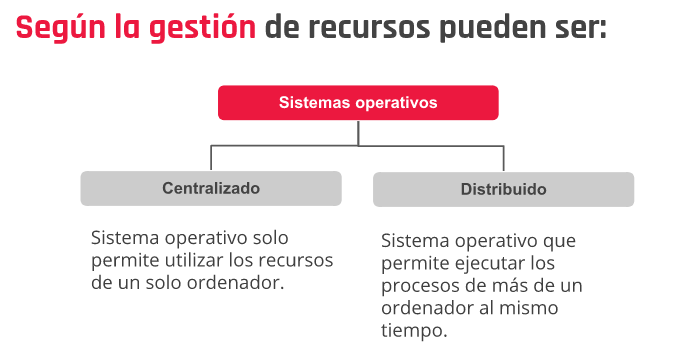 Según la gestión de recursos pueden ser:
Sistemas operativos
Centralizado
Distribuido
Sistema operativo solo
permite utilizar los recursos
de un solo ordenador.
Sistema operativo que
permite ejecutar los
procesos de más de un
ordenador al mismo
tiempo.